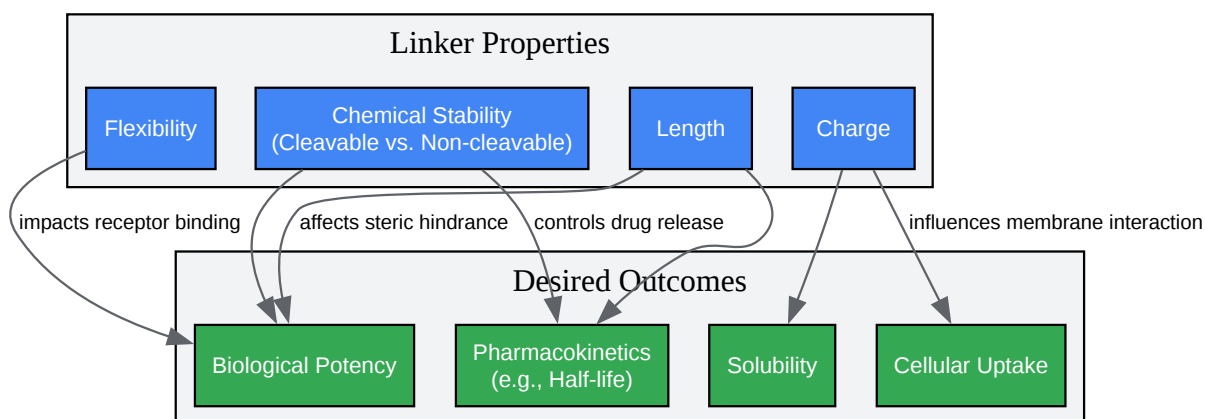 Linker Properties
Flexibility
Chemical Stability
(Cleavable vs. Non-cleavable)
Length
Charge
impacts receptor binding
affects steric hindrance
controls drug release
influences membrane interaction
Desired Outcomes
Biological Potency
Pharmacokinetics
(e.g., Half-life)
Solubility
Cellular Uptake